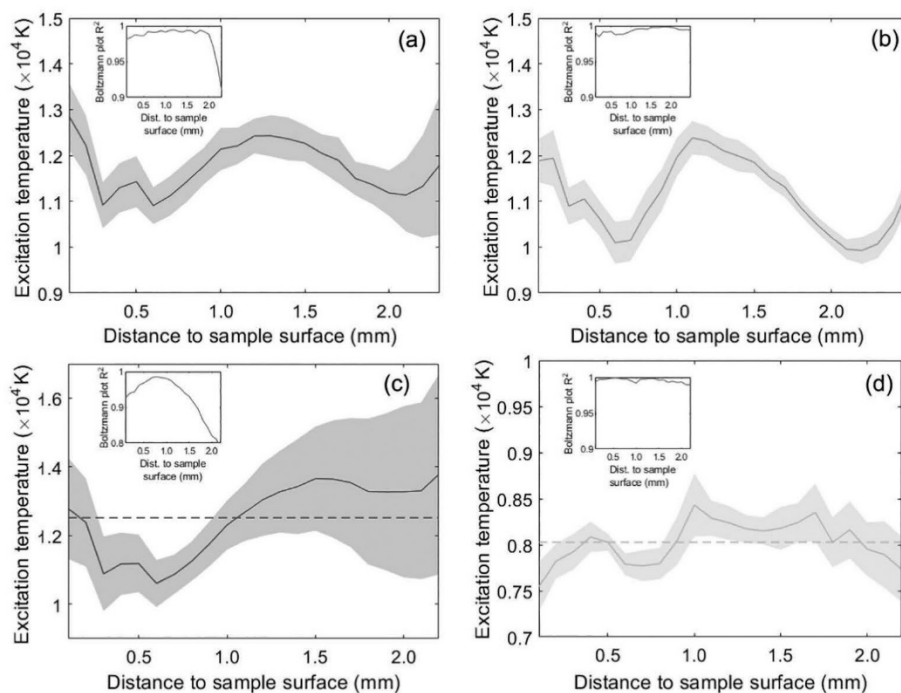 (a)
Excitation temperature (×10⁴ K)
1.5
1.4
1.3
1.2
1.1
1
0.9
0.5
1.0
1.5
2.0
Distance to sample surface (mm)
Boltzmann plot R²
1
0.95
0.9
0.5 1.0 1.5 2.0
Dist. to sample
surface (mm)
(b)
Excitation temperature (×10⁴ K)
1.5
1.4
1.3
1.2
1.1
1
0.9
0.5
1.0
1.5
2.0
Distance to sample surface (mm)
Boltzmann plot R²
1
0.95
0.9
0.5 1.0 1.5 2.0
Dist. to sample
surface (mm)
(c)
Excitation temperature (×10⁴ K)
1.6
1.4
1.2
1
0.5
1.0
1.5
2.0
Distance to sample surface (mm)
Boltzmann plot R²
1
0.9
0.8
0.5 1.0 1.5 2.0
Dist. to sample
surface (mm)
(d)
Excitation temperature (×10⁴ K)
1
0.95
0.9
0.85
0.8
0.75
0.7
0.5
1.0
1.5
2.0
Distance to sample surface (mm)
Boltzmann plot R²
1
0.95
0.9
0.5 1.0 1.5 2.0
Dist. to sample
surface (mm)